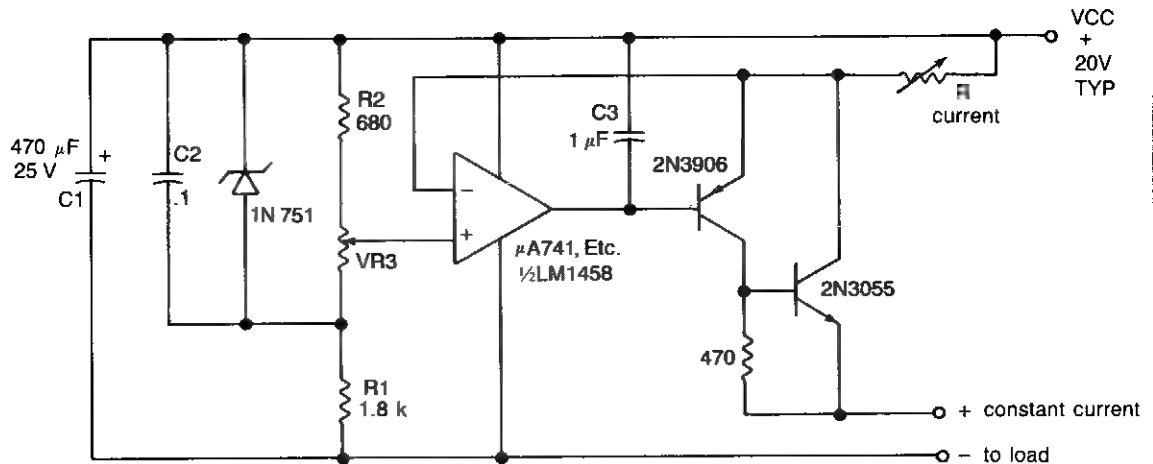 VCC
+
20V
TYP
R2
680
C3
1 µF
current
470 µF
25 V
+
C1
C2
.1
1N 751
2N3906
−
+
VR3
µA741, Etc.
½LM1458
2N3055
470
R1
1.8 k
+ constant current
− to load